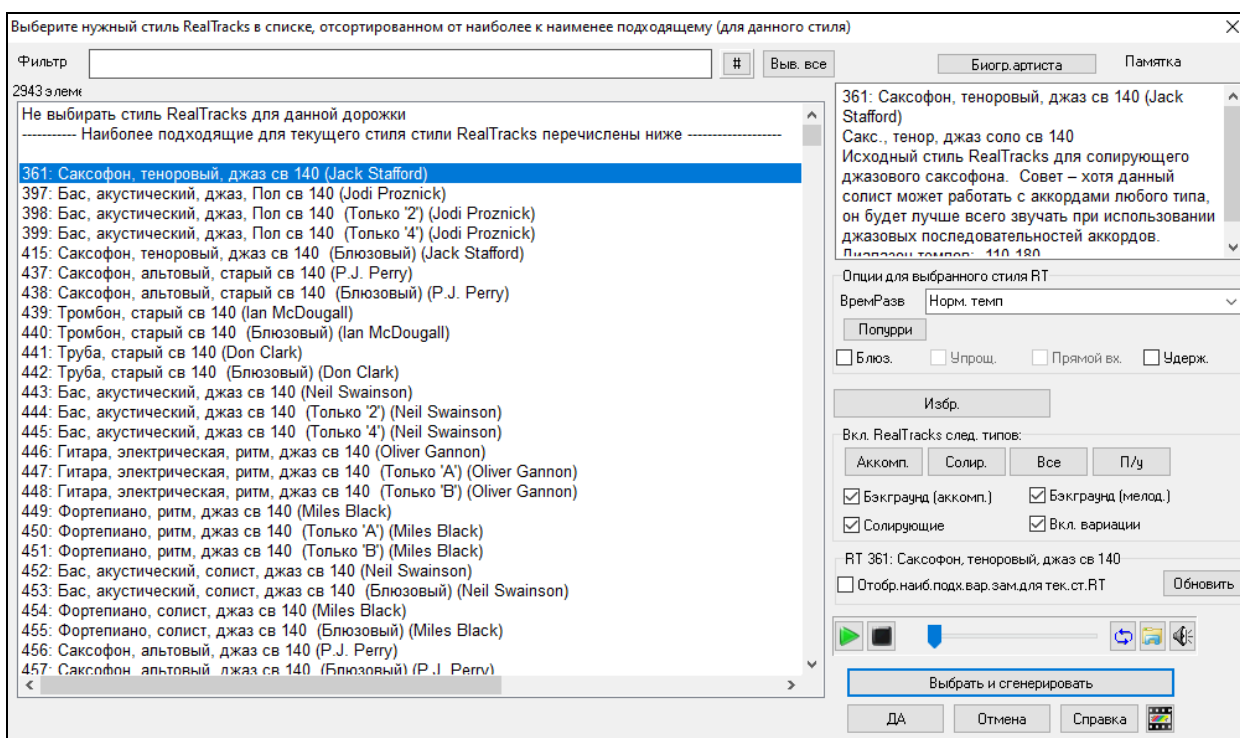 Выберите нужный стиль RealTracks в списке, отсортированном от наиболее к наименее подходящему (для данного стиля)
Фильтр
#
Выв. все
Биогр.артиста
Памятка
2943 элеме
Не выбирать стиль RealTracks для данной дорожки
----------- Наиболее подходящие для текущего стиля стили RealTracks перечислены ниже -------------------
361: Саксофон, теноровый, джаз св 140 (Jack Stafford)
397: Бас, акустический, джаз, Пол св 140 (Jodi Proznick)
398: Бас, акустический, джаз, Пол св 140 (Только '2') (Jodi Proznick)
399: Бас, акустический, джаз, Пол св 140 (Только '4') (Jodi Proznick)
415: Саксофон, теноровый, джаз св 140 (Блюзовый) (Jack Stafford)
437: Саксофон, альтовый, старый св 140 (P.J. Perry)
438: Саксофон, альтовый, старый св 140 (Блюзовый) (P.J. Perry)
439: Тромбон, старый св 140 (Ian McDougall)
440: Тромбон, старый св 140 (Блюзовый) (Ian McDougall)
441: Труба, старый св 140 (Don Clark)
442: Труба, старый св 140 (Блюзовый) (Don Clark)
443: Бас, акустический, джаз св 140 (Neil Swainson)
444: Бас, акустический, джаз св 140 (Только '2') (Neil Swainson)
445: Бас, акустический, джаз св 140 (Только '4') (Neil Swainson)
446: Гитара, электрическая, ритм, джаз св 140 (Oliver Gannon)
447: Гитара, электрическая, ритм, джаз св 140 (Только 'A') (Oliver Gannon)
448: Гитара, электрическая, ритм, джаз св 140 (Только 'B') (Oliver Gannon)
449: Фортепиано, ритм, джаз св 140 (Miles Black)
450: Фортепиано, ритм, джаз св 140 (Только 'A') (Miles Black)
451: Фортепиано, ритм, джаз св 140 (Только 'B') (Miles Black)
452: Бас, акустический, солист, джаз св 140 (Neil Swainson)
453: Бас, акустический, солист, джаз св 140 (Блюзовый) (Neil Swainson)
454: Фортепиано, солист, джаз св 140 (Miles Black)
455: Фортепиано, солист, джаз св 140 (Блюзовый) (Miles Black)
456: Саксофон, альтовый, джаз св 140 (P.J. Perry)
457: Саксофон, альтовый, джаз св 140 (Блюзовый) (P.J. Perry)
361: Саксофон, теноровый, джаз св 140 (Jack
Stafford)
Сакс., тенор, джаз соло св 140
Исходный стиль RealTracks для солирующего
джазового саксофона. Совет – хотя данный
солист может работать с аккордами любого типа,
он будет лучше всего звучать при использовании
джазовых последовательностей аккордов.
Диапазон темпов: 110-180
Опции для выбранного стиля RT
ВремРазв
Норм. темп
Попурри
Блюз.
Упрощ.
Прямой вх.
Удерж.
Избр.
Вкл. RealTracks след. типов:
Аккомп.
Солир.
Все
П/у
Бэкграунд (аккомп.)
Бэкграунд (мелод.)
Солирующие
Вкл. вариации
RT 361: Саксофон, теноровый, джаз св 140
Отобр.наиб.подх.вар.зам.для тек.ст.RT
Обновить
Выбрать и сгенерировать
ДА
Отмена
Справка